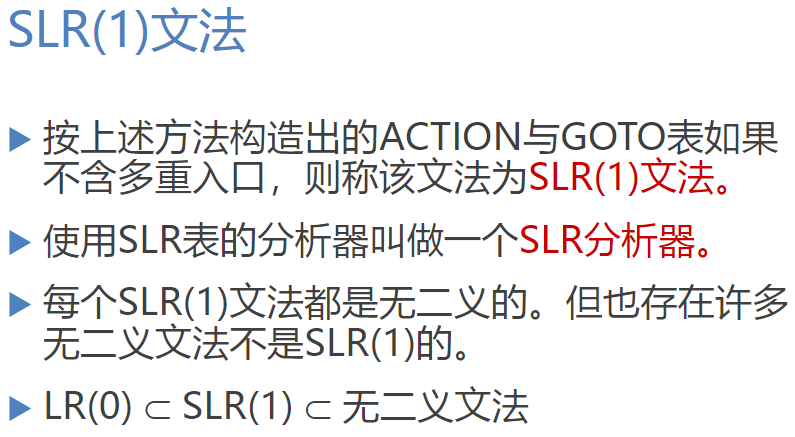 SLR(1)文法
▶ 按上述方法构造出的ACTION与GOTO表如果
不含多重入口，则称该文法为SLR(1)文法。
▶ 使用SLR表的分析器叫做一个SLR分析器。
▶ 每个SLR(1)文法都是无二义的。但也存在许多
无二义文法不是SLR(1)的。
▶ LR(0) ⊂ SLR(1) ⊂ 无二义文法